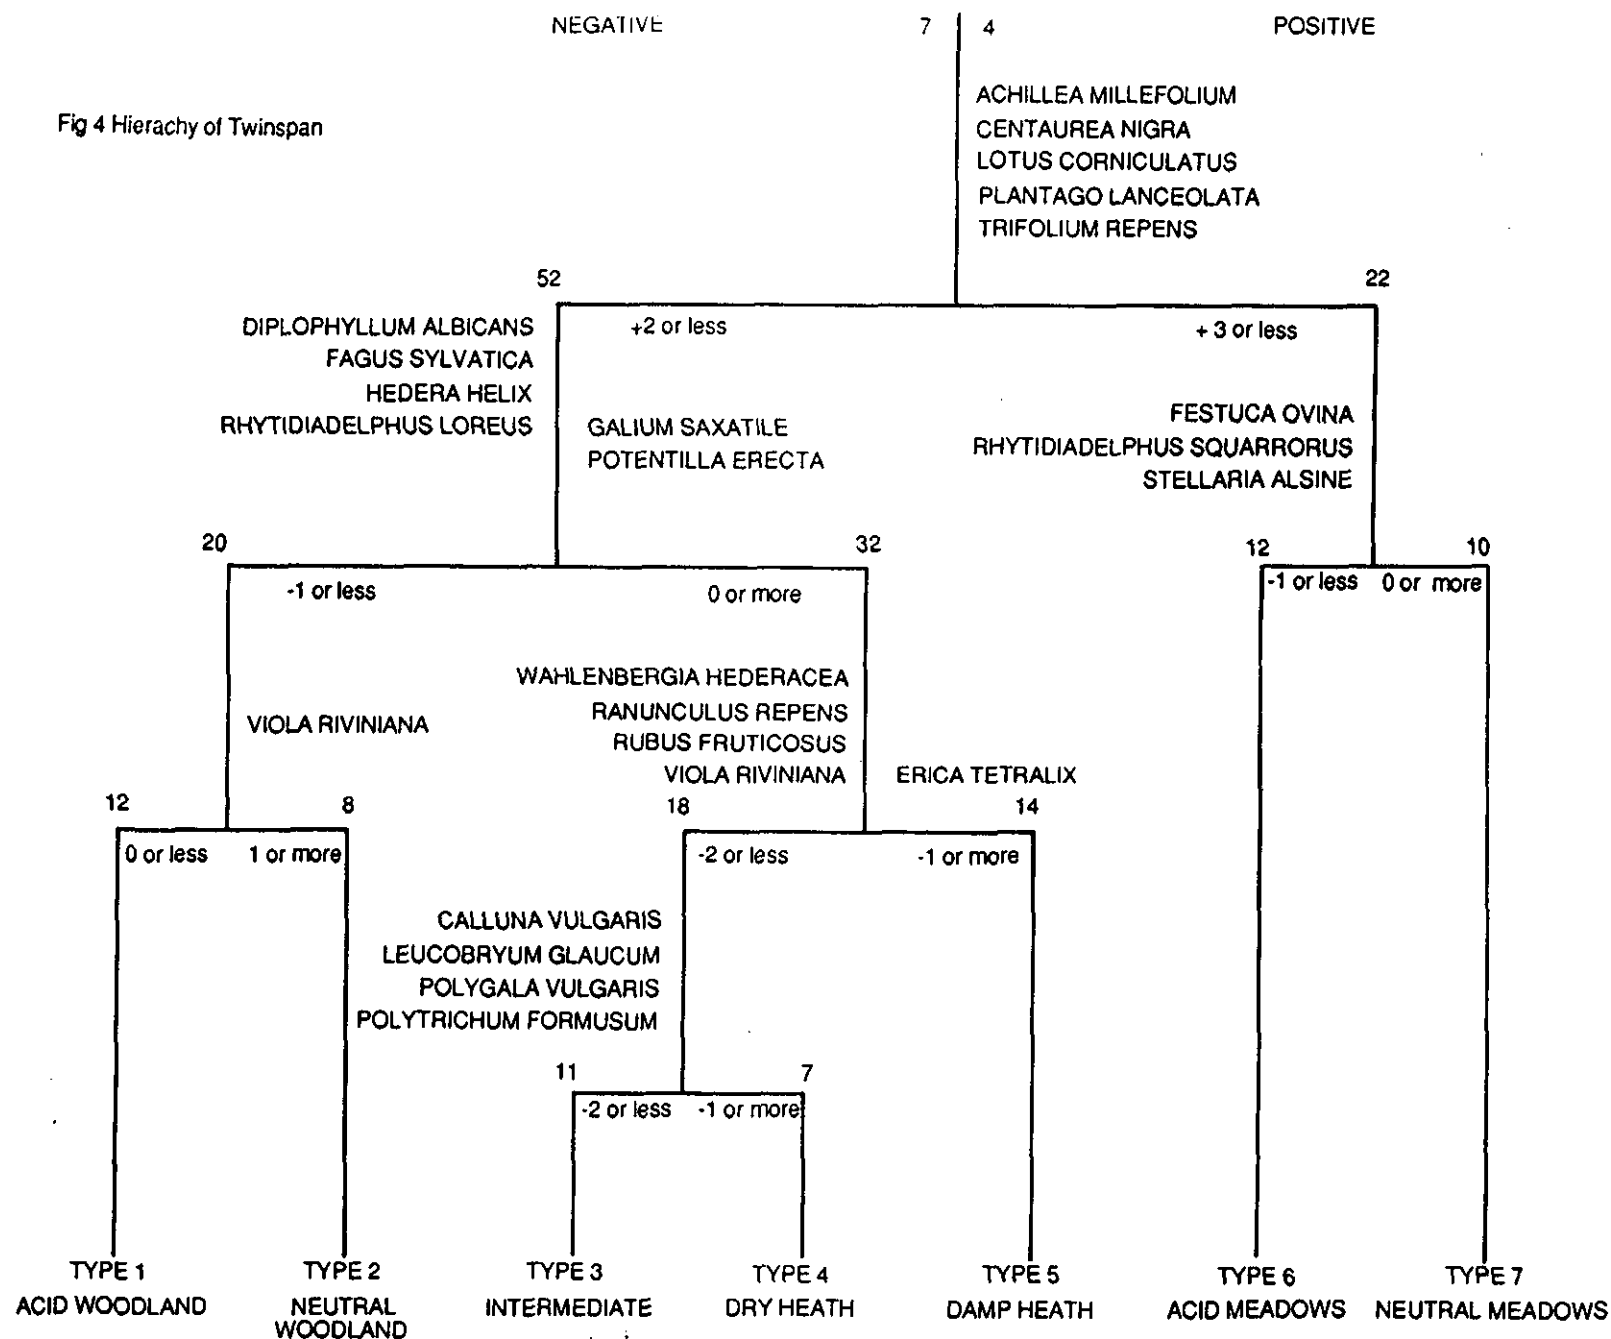 NEGATIVE 7 4 POSITIVE
Fig 4 Hierachy of Twinspan
ACHILLEA MILLEFOLIUM
CENTAUREA NIGRA
LOTUS CORNICULATUS
PLANTAGO LANCEOLATA
TRIFOLIUM REPENS
52 22
+2 or less + 3 or less
DIPLOPHYLLUM ALBICANS
FAGUS SYLVATICA
HEDERA HELIX
RHYTIDIADELPHUS LOREUS
GALIUM SAXATILE
POTENTILLA ERECTA
FESTUCA OVINA
RHYTIDIADELPHUS SQUARRORUS
STELLARIA ALSINE
20 32 12 10
-1 or less 0 or more -1 or less 0 or more
VIOLA RIVINIANA
WAHLENBERGIA HEDERACEA
RANUNCULUS REPENS
RUBUS FRUTICOSUS
VIOLA RIVINIANA
ERICA TETRALIX
12 8 18 14
0 or less 1 or more -2 or less -1 or more
CALLUNA VULGARIS
LEUCOBRYUM GLAUCUM
POLYGALA VULGARIS
POLYTRICHUM FORMUSUM
11 7
-2 or less -1 or more
TYPE 1 TYPE 2 TYPE 3 TYPE 4 TYPE 5 TYPE 6 TYPE 7
ACID WOODLAND NEUTRAL INTERMEDIATE DRY HEATH DAMP HEATH ACID MEADOWS NEUTRAL MEADOWS
WOODLAND